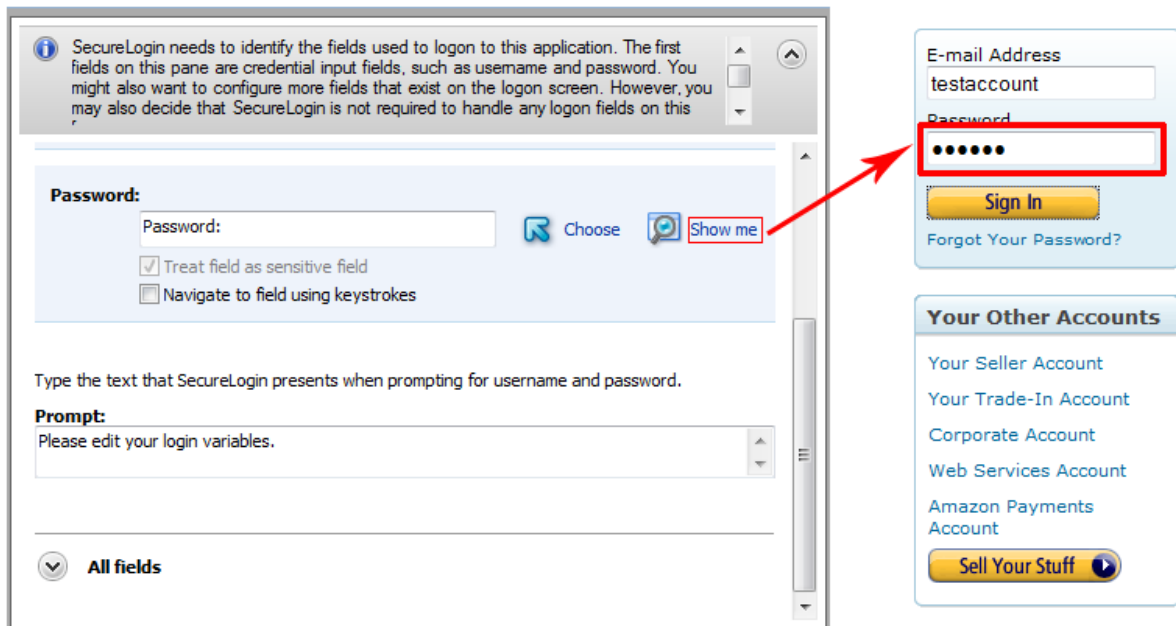 SecureLogin needs to identify the fields used to logon to this application. The first
fields on this pane are credential input fields, such as username and password. You
might also want to configure more fields that exist on the logon screen. However, you
may also decide that SecureLogin is not required to handle any logon fields on this
Password:
Password:
Choose
Show me
Treat field as sensitive field
Navigate to field using keystrokes
Type the text that SecureLogin presents when prompting for username and password.
Prompt:
Please edit your login variables.
All fields
E-mail Address
testaccount
Password
••••••
Sign In
Forgot Your Password?
Your Other Accounts
Your Seller Account
Your Trade-In Account
Corporate Account
Web Services Account
Amazon Payments
Account
Sell Your Stuff